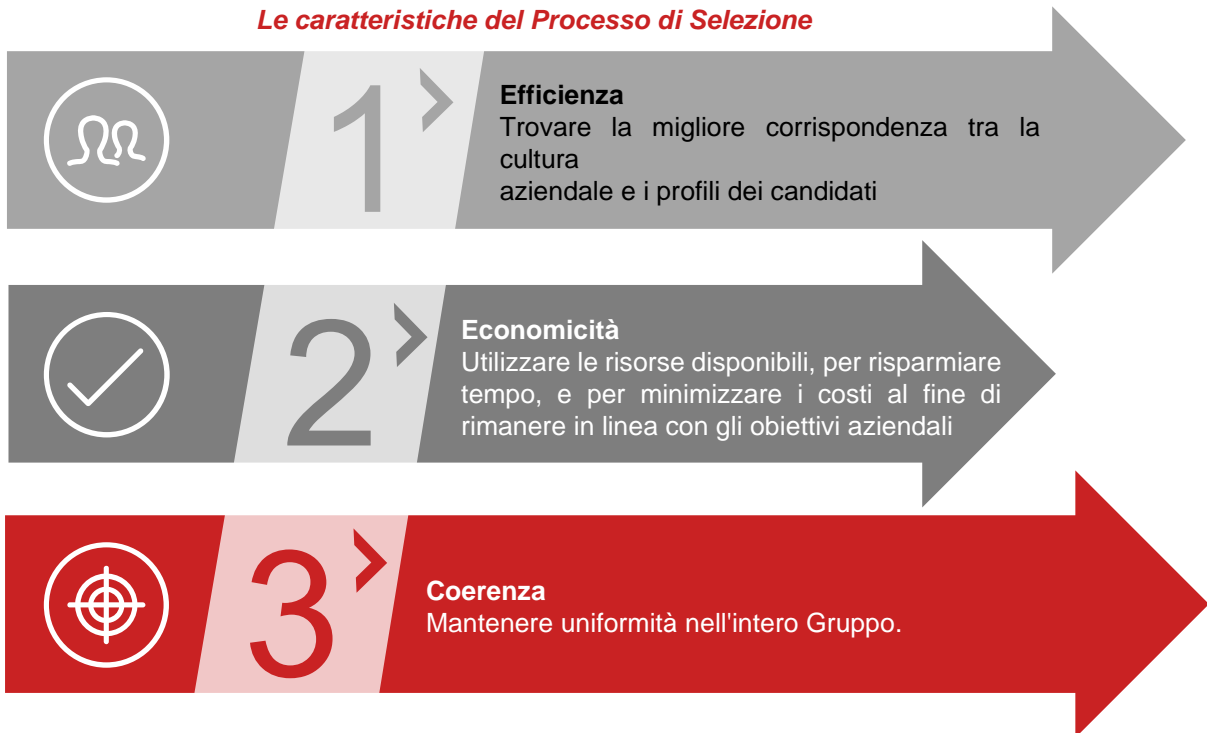 Le caratteristiche del Processo di Selezione
1
Efficienza
Trovare la migliore corrispondenza tra la
cultura
aziendale e i profili dei candidati
2
Economicità
Utilizzare le risorse disponibili, per risparmiare
tempo, e per minimizzare i costi al fine di
rimanere in linea con gli obiettivi aziendali
3
Coerenza
Mantenere uniformità nell'intero Gruppo.